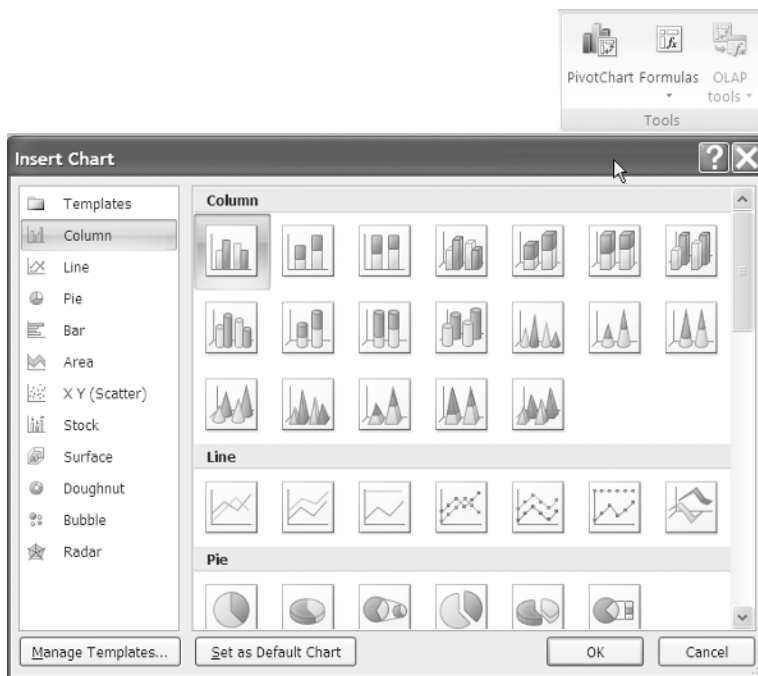 PivotChart Formulas OLAP
tools
Tools
Insert Chart
Templates
Column
Line
Pie
Bar
Area
X Y (Scatter)
Stock
Surface
Doughnut
Bubble
Radar
Column
Line
Pie
Manage Templates...
Set as Default Chart
OK
Cancel